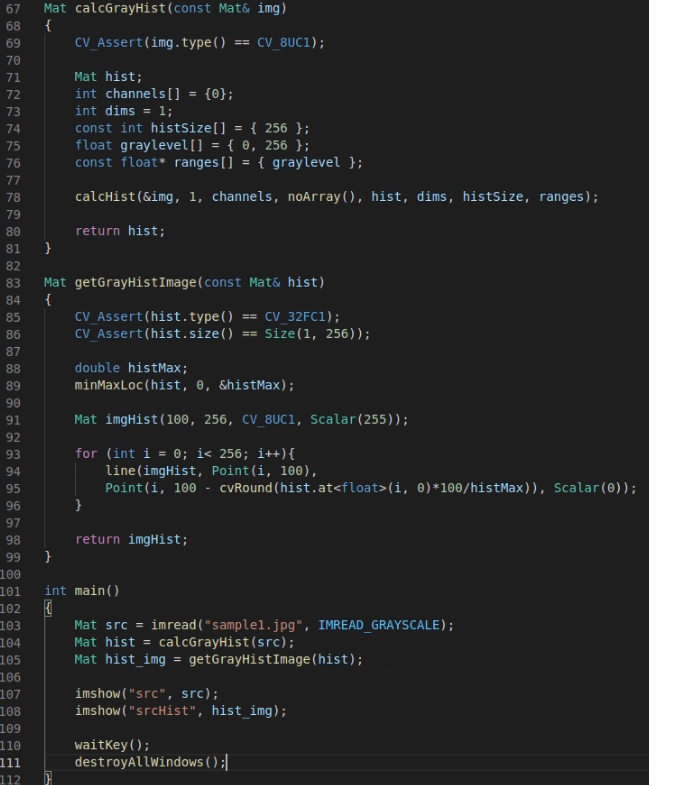 67 Mat calcGrayHist(const Mat& img)
68 {
69     CV_Assert(img.type() == CV_8UC1);
70
71     Mat hist;
72     int channels[] = {0};
73     int dims = 1;
74     const int histSize[] = { 256 };
75     float graylevel[] = { 0, 256 };
76     const float* ranges[] = { graylevel };
77
78     calcHist(&img, 1, channels, noArray(), hist, dims, histSize, ranges);
79
80     return hist;
81 }
82
83 Mat getGrayHistImage(const Mat& hist)
84 {
85     CV_Assert(hist.type() == CV_32FC1);
86     CV_Assert(hist.size() == Size(1, 256));
87
88     double histMax;
89     minMaxLoc(hist, 0, &histMax);
90
91     Mat imgHist(100, 256, CV_8UC1, Scalar(255));
92
93     for (int i = 0; i< 256; i++){
94         line(imgHist, Point(i, 100),
95         Point(i, 100 - cvRound(hist.at<float>(i, 0)*100/histMax)), Scalar(0));
96     }
97
98     return imgHist;
99 }
100
101 int main()
102 {
103     Mat src = imread("sample1.jpg", IMREAD_GRAYSCALE);
104     Mat hist = calcGrayHist(src);
105     Mat hist_img = getGrayHistImage(hist);
106
107     imshow("src", src);
108     imshow("srcHist", hist_img);
109
110     waitKey();
111     destroyAllWindows();
112 }